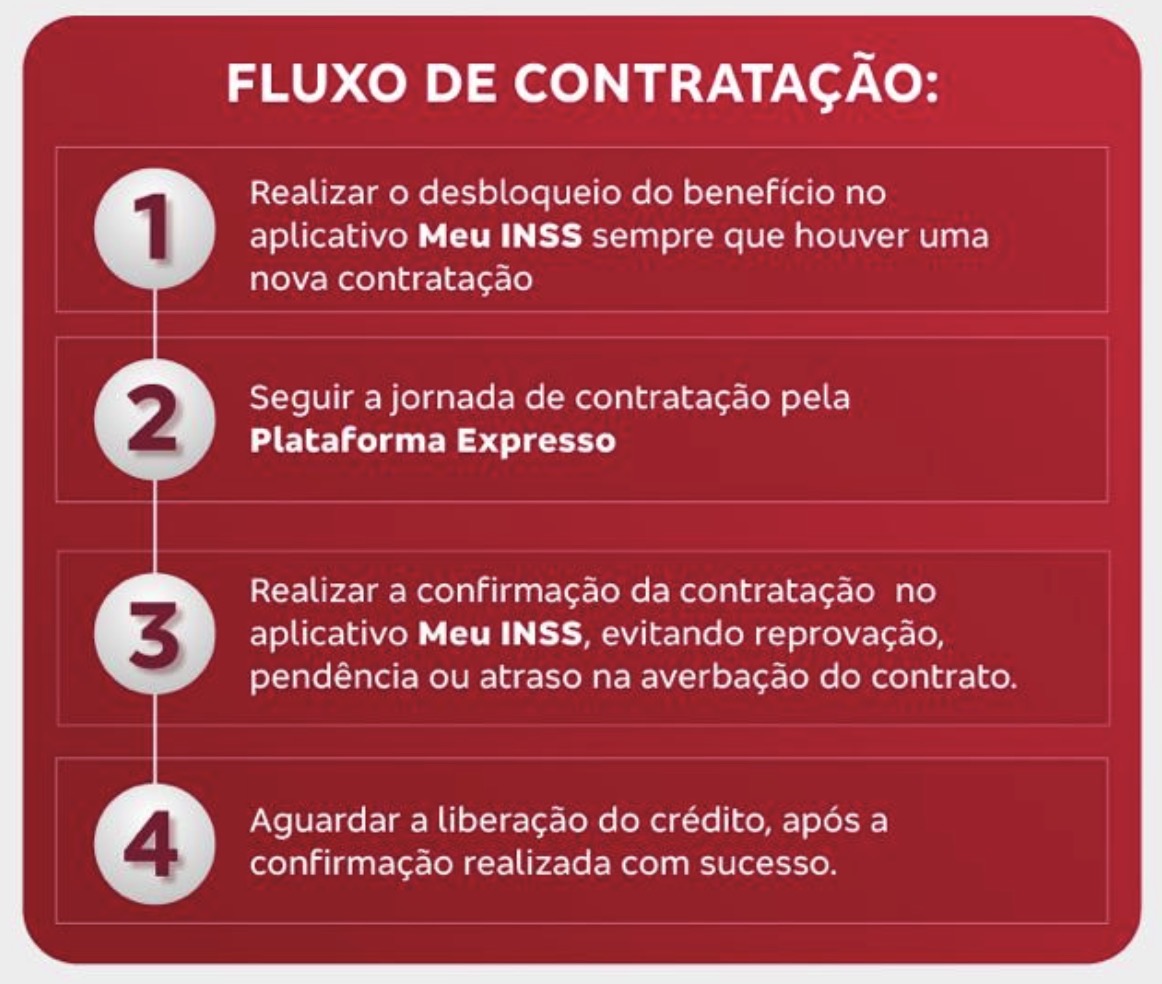 FLUXO DE CONTRATAÇÃO:
1
Realizar o desbloqueio do benefício no
aplicativo Meu INSS sempre que houver uma
nova contratação
2
Seguir a jornada de contratação pela
Plataforma Expresso
3
Realizar a confirmação da contratação  no
aplicativo Meu INSS, evitando reprovação,
pendência ou atraso na averbação do contrato.
4
Aguardar a liberação do crédito, após a
confirmação realizada com sucesso.